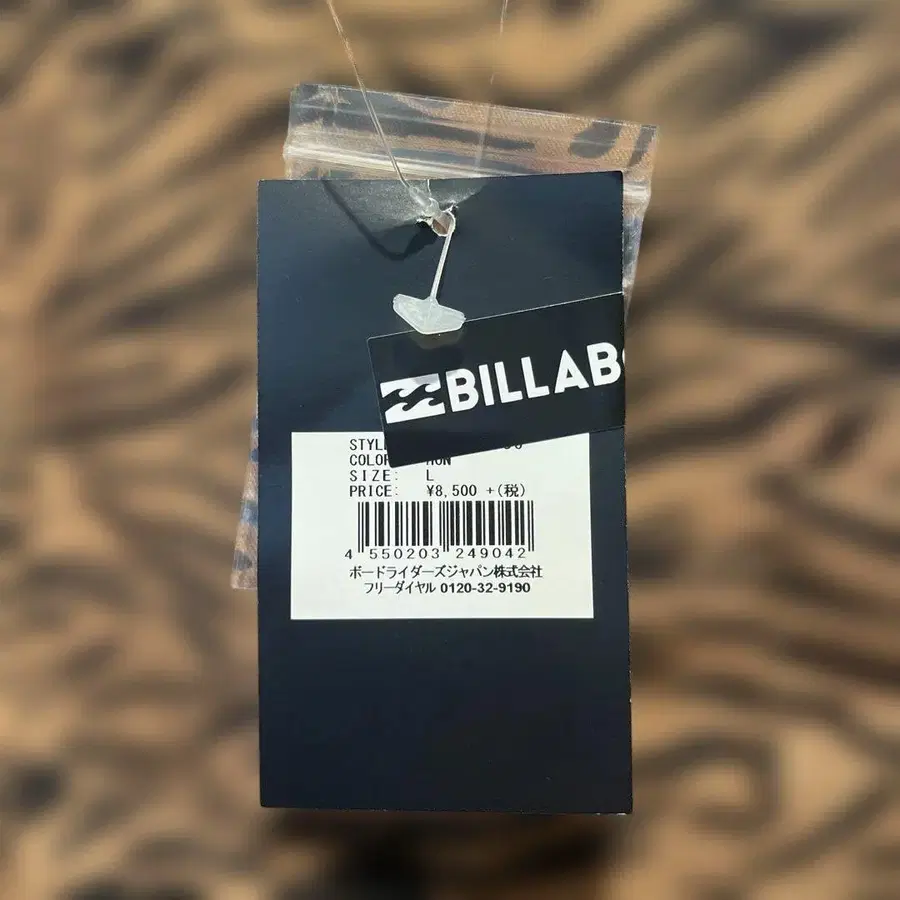 BILLAB
STYL
COLOR
SIZE: L
PRICE: ¥8,500 +(税)
4 550203 249042
ボードライダーズジャパン株式会社
フリーダイヤル 0120-32-9190